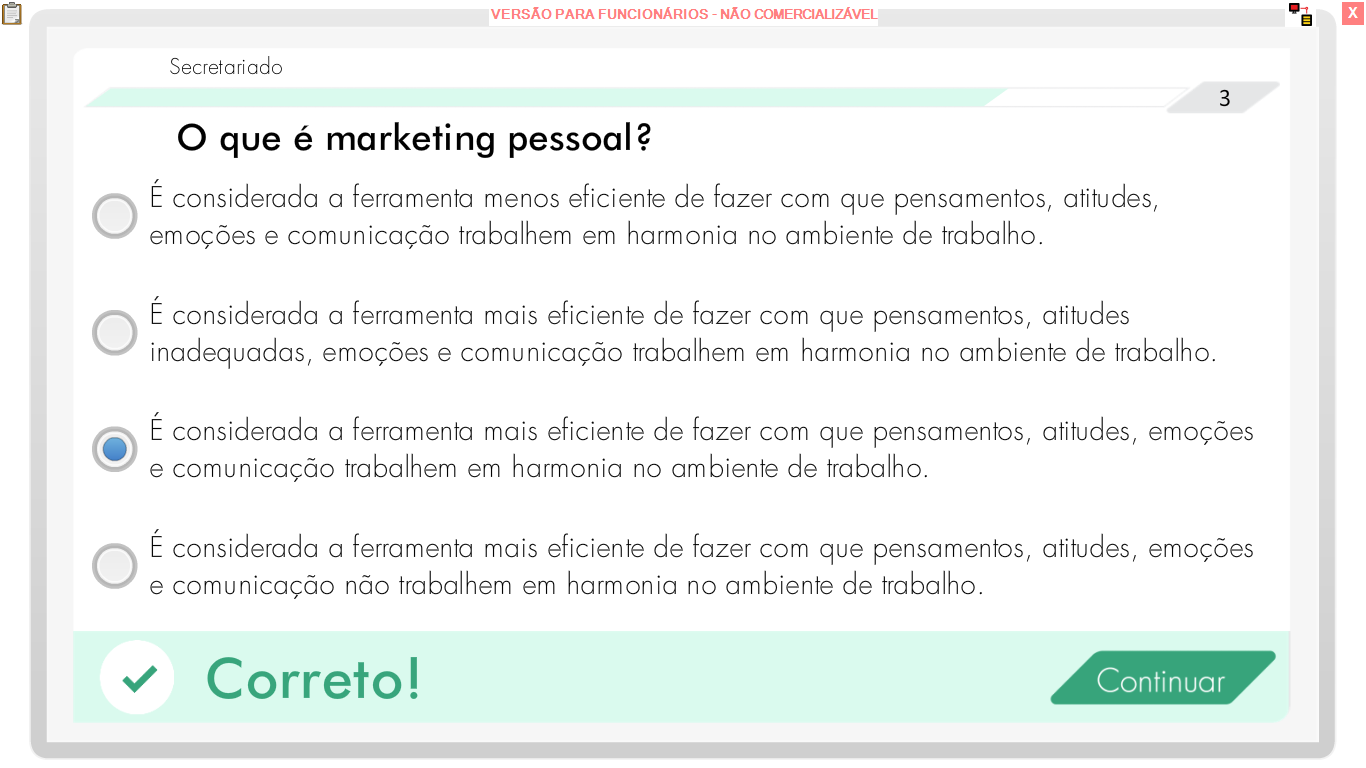 VERSÃO PARA FUNCIONÁRIOS - NÃO COMERCIALIZÁVEL
X
Secretariado
3
O que é marketing pessoal?
É considerada a ferramenta menos eficiente de fazer com que pensamentos, atitudes,
emoções e comunicação trabalhem em harmonia no ambiente de trabalho.
É considerada a ferramenta mais eficiente de fazer com que pensamentos, atitudes
inadequadas, emoções e comunicação trabalhem em harmonia no ambiente de trabalho.
É considerada a ferramenta mais eficiente de fazer com que pensamentos, atitudes, emoções
e comunicação trabalhem em harmonia no ambiente de trabalho.
É considerada a ferramenta mais eficiente de fazer com que pensamentos, atitudes, emoções
e comunicação não trabalhem em harmonia no ambiente de trabalho.
Correto!
Continuar